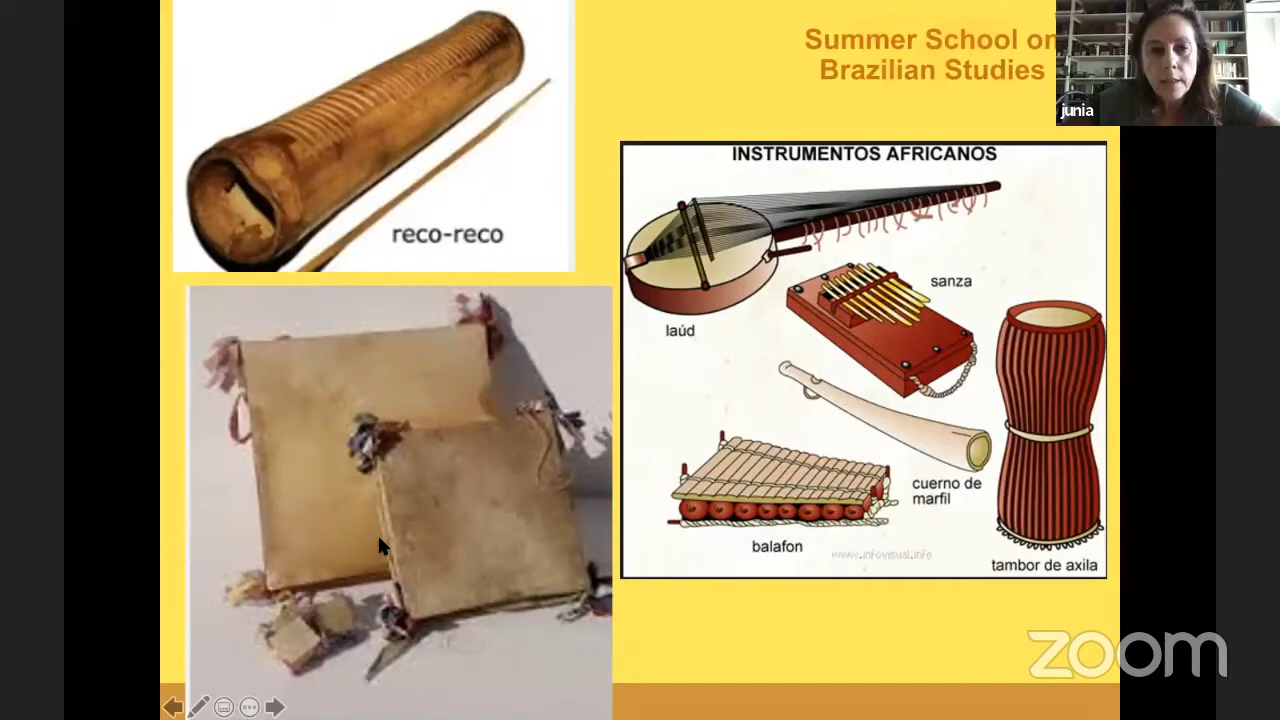 Summer School on
Brazilian Studies
junia
reco-reco
INSTRUMENTOS AFRICANOS
laúd
sanza
cuerno de
marfil
balafon
www.infovisual.info
tambor de axila
zoom